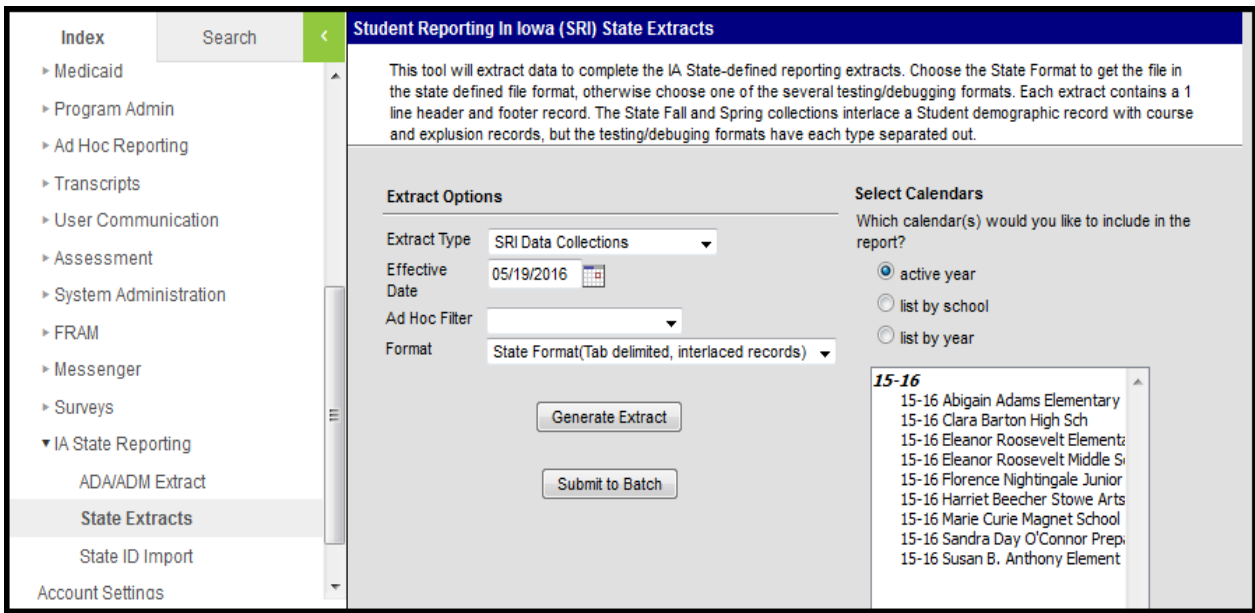 Index
Search
Medicaid
Program Admin
Ad Hoc Reporting
Transcripts
User Communication
Assessment
System Administration
FRAM
Messenger
Surveys
IA State Reporting
ADA/ADM Extract
State Extracts
State ID Import
Account Settings
Student Reporting In Iowa (SRI) State Extracts
This tool will extract data to complete the IA State-defined reporting extracts. Choose the State Format to get the file in
the state defined file format, otherwise choose one of the several testing/debugging formats. Each extract contains a 1
line header and footer record. The State Fall and Spring collections interlace a Student demographic record with course
and explusion records, but the testing/debuging formats have each type separated out.
Extract Options
Extract Type SRI Data Collections
Effective
Date
05/19/2016
Ad Hoc Filter
Format State Format(Tab delimited, interlaced records)
Generate Extract
Submit to Batch
Select Calendars
Which calendar(s) would you like to include in the
report?
active year
list by school
list by year
15-16
15-16 Abigain Adams Elementary
15-16 Clara Barton High Sch
15-16 Eleanor Roosevelt Elementa
15-16 Eleanor Roosevelt Middle S
15-16 Florence Nightingale Junior
15-16 Harriet Beecher Stowe Arts
15-16 Marie Curie Magnet School
15-16 Sandra Day O'Connor Prep
15-16 Susan B. Anthony Element